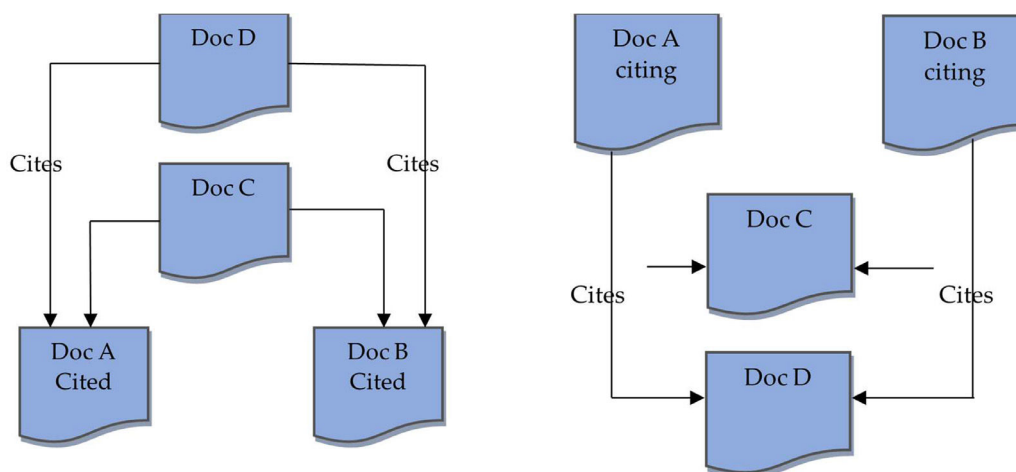 Doc D
Cites
Cites
Doc C
Doc A
Cited
Doc B
Cited
Doc A
citing
Doc B
citing
Doc C
Cites
Cites
Doc D